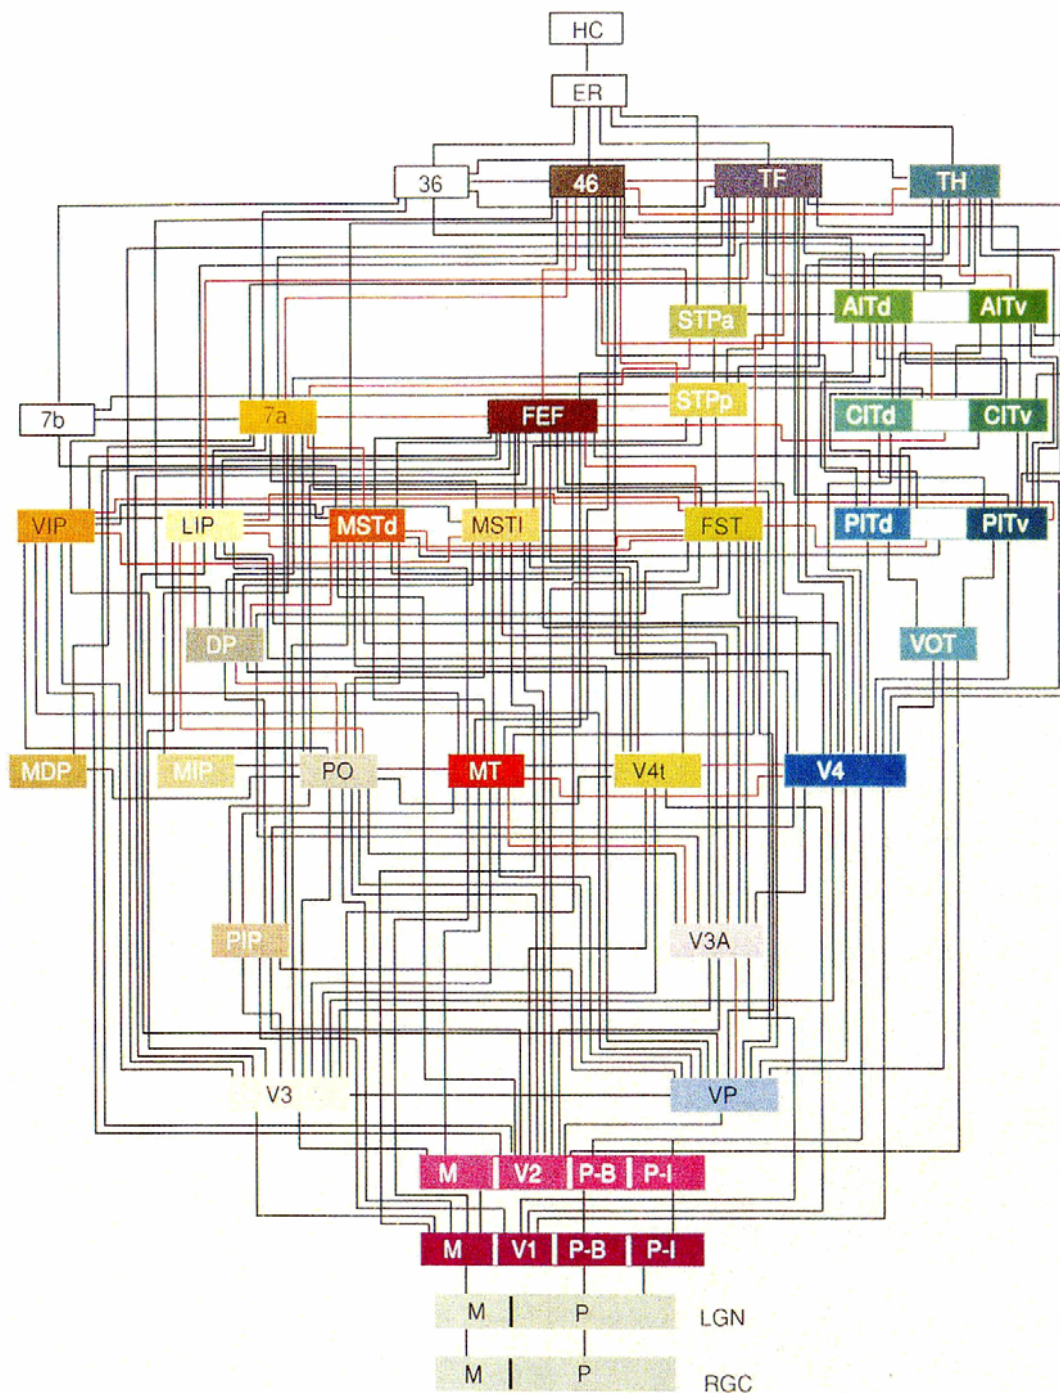 HC
ER
36 46 TF TH
STPa AITd AITv
7b 7a FEF STPp CITd CITv
VIP LIP MSTd MSTl FST PITd PITv
DP VOT
MDP MIP PO MT V4t V4
PIP V3A
V3 VP
M V2 P-B P-I
M V1 P-B P-I
M P LGN
M P RGC